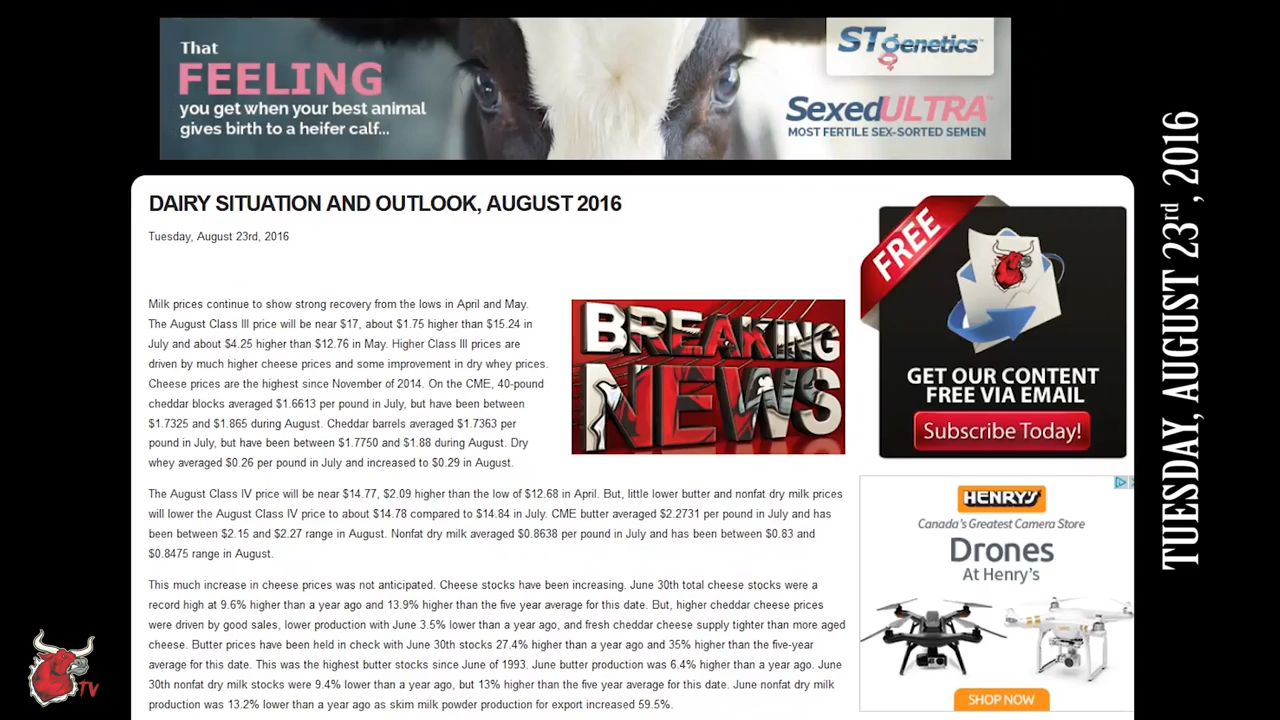 That
FEELING
you get when your best animal
gives birth to a heifer calf...
STgenetics™
SexedULTRA™
MOST FERTILE SEX-SORTED SEMEN
DAIRY SITUATION AND OUTLOOK, AUGUST 2016
Tuesday, August 23rd, 2016
Milk prices continue to show strong recovery from the lows in April and May.
The August Class III price will be near $17, about $1.75 higher than $15.24 in
July and about $4.25 higher than $12.76 in May. Higher Class III prices are
driven by much higher cheese prices and some improvement in dry whey prices.
Cheese prices are the highest since November of 2014. On the CME, 40-pound
cheddar blocks averaged $1.6613 per pound in July, but have been between
$1.7325 and $1.865 during August. Cheddar barrels averaged $1.7363 per
pound in July, but have been between $1.7750 and $1.88 during August. Dry
whey averaged $0.26 per pound in July and increased to $0.29 in August.
BREAKING
NEWS
The August Class IV price will be near $14.77, $2.09 higher than the low of $12.68 in April. But, little lower butter and nonfat dry milk prices
will lower the August Class IV price to about $14.78 compared to $14.84 in July. CME butter averaged $2.2731 per pound in July and has
been between $2.15 and $2.27 range in August. Nonfat dry milk averaged $0.8638 per pound in July and has been between $0.83 and
$0.8475 range in August.
This much increase in cheese prices was not anticipated. Cheese stocks have been increasing. June 30th total cheese stocks were a
record high at 9.6% higher than a year ago and 13.9% higher than the five year average for this date. But, higher cheddar cheese prices
were driven by good sales, lower production with June 3.5% lower than a year ago, and fresh cheddar cheese supply tighter than more aged
cheese. Butter prices have been held in check with June 30th stocks 27.4% higher than a year ago and 35% higher than the five-year
average for this date. This was the highest butter stocks since June of 1993. June butter production was 6.4% higher than a year ago. June
30th nonfat dry milk stocks were 9.4% lower than a year ago, but 13% higher than the five year average for this date. June nonfat dry milk
production was 13.2% lower than a year ago as skim milk powder production for export increased 59.5%.
FREE
GET OUR CONTENT
FREE VIA EMAIL
Subscribe Today!
HENRY'S
Canada's Greatest Camera Store
Drones
At Henry's
SHOP NOW
TUESDAY, AUGUST 23rd, 2016
TV